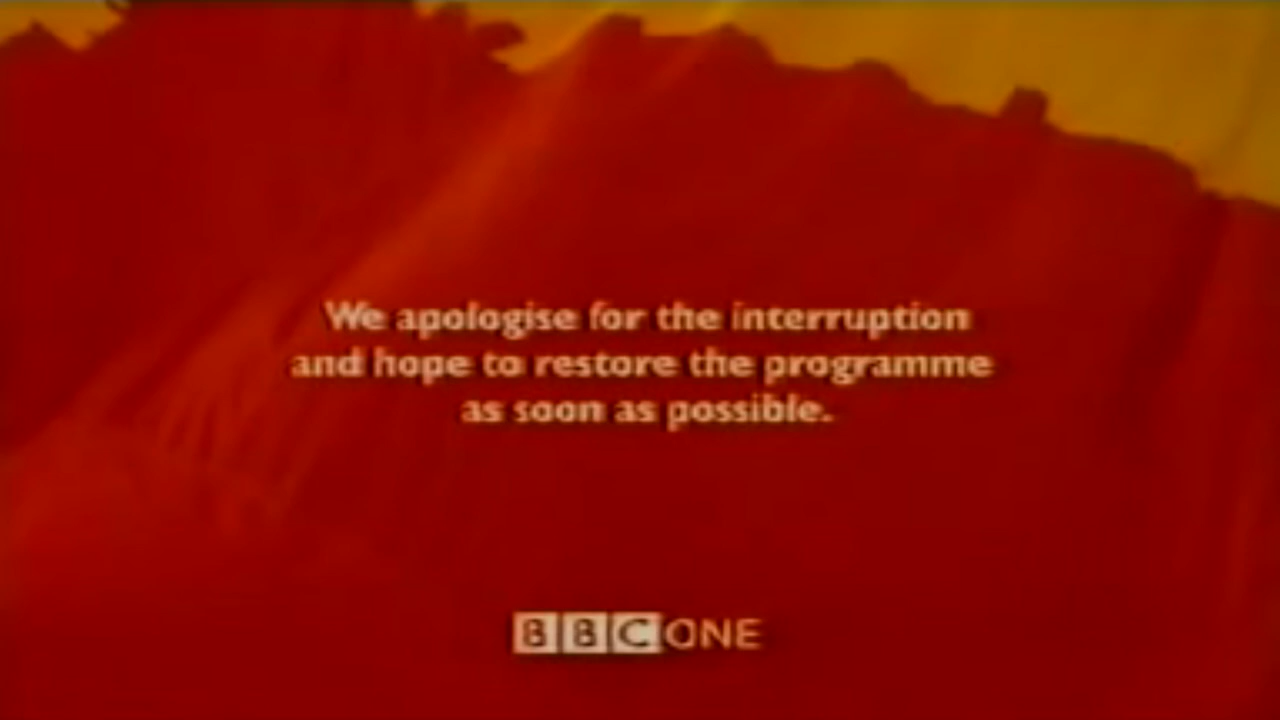 We apologise for the interruption
and hope to restore the programme
as soon as possible.
BBC ONE